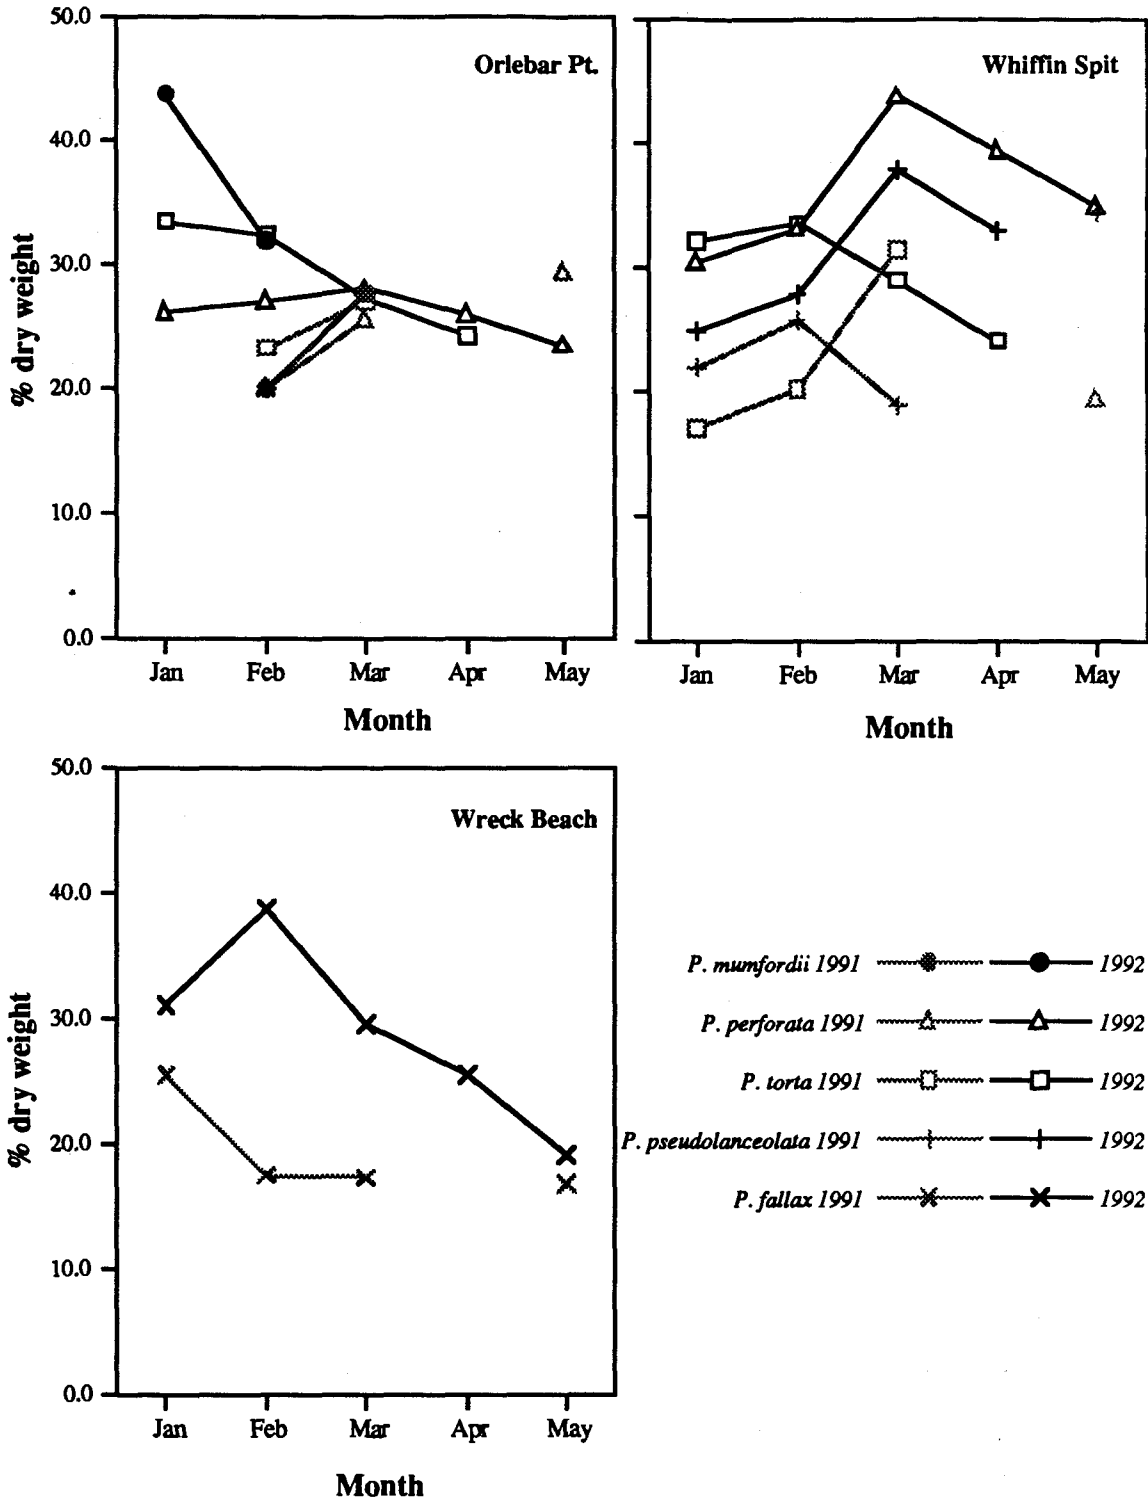 50.0
Orlebar Pt.
Whiffin Spit
40.0
30.0
% dry weight
20.0
10.0
0.0
Jan Feb Mar Apr May
Jan Feb Mar Apr May
Month
Month
50.0
Wreck Beach
40.0
30.0
% dry weight
20.0
10.0
0.0
Jan Feb Mar Apr May
Month
P. mumfordii 1991 1992
P. perforata 1991 1992
P. torta 1991 1992
P. pseudolanceolata 1991 1992
P. fallax 1991 1992